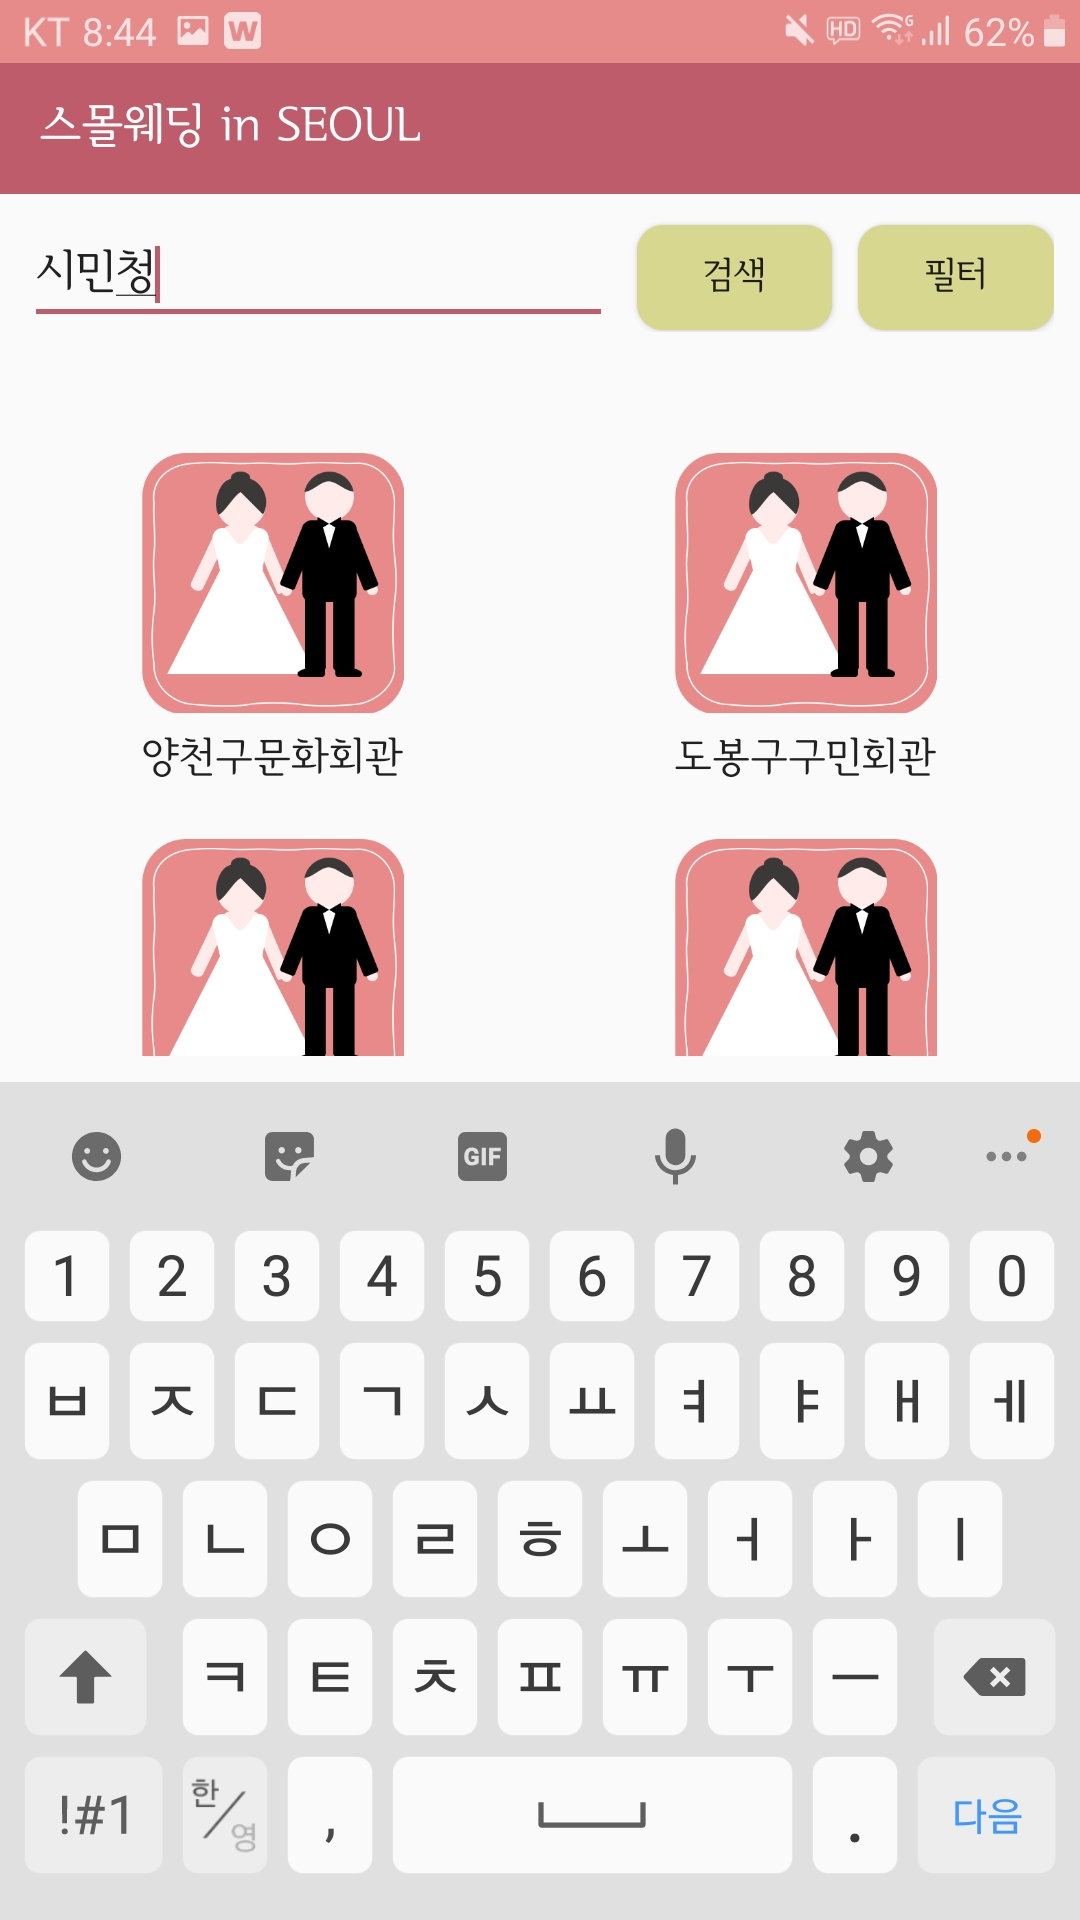 KT 8:44 W HD G 62%
스몰웨딩 in SEOUL
시민청 검색 필터
양천구문화회관 도봉구구민회관
GIF
1 2 3 4 5 6 7 8 9 0
ㅂ ㅈ ㄷ ㄱ ㅅ ㅛ ㅕ ㅑ ㅐ ㅔ
ㅁ ㄴ ㅇ ㄹ ㅎ ㅗ ㅓ ㅏ ㅣ
ㅋ ㅌ ㅊ ㅍ ㅠ ㅜ ㅡ
!#1 한/영 , . 다음